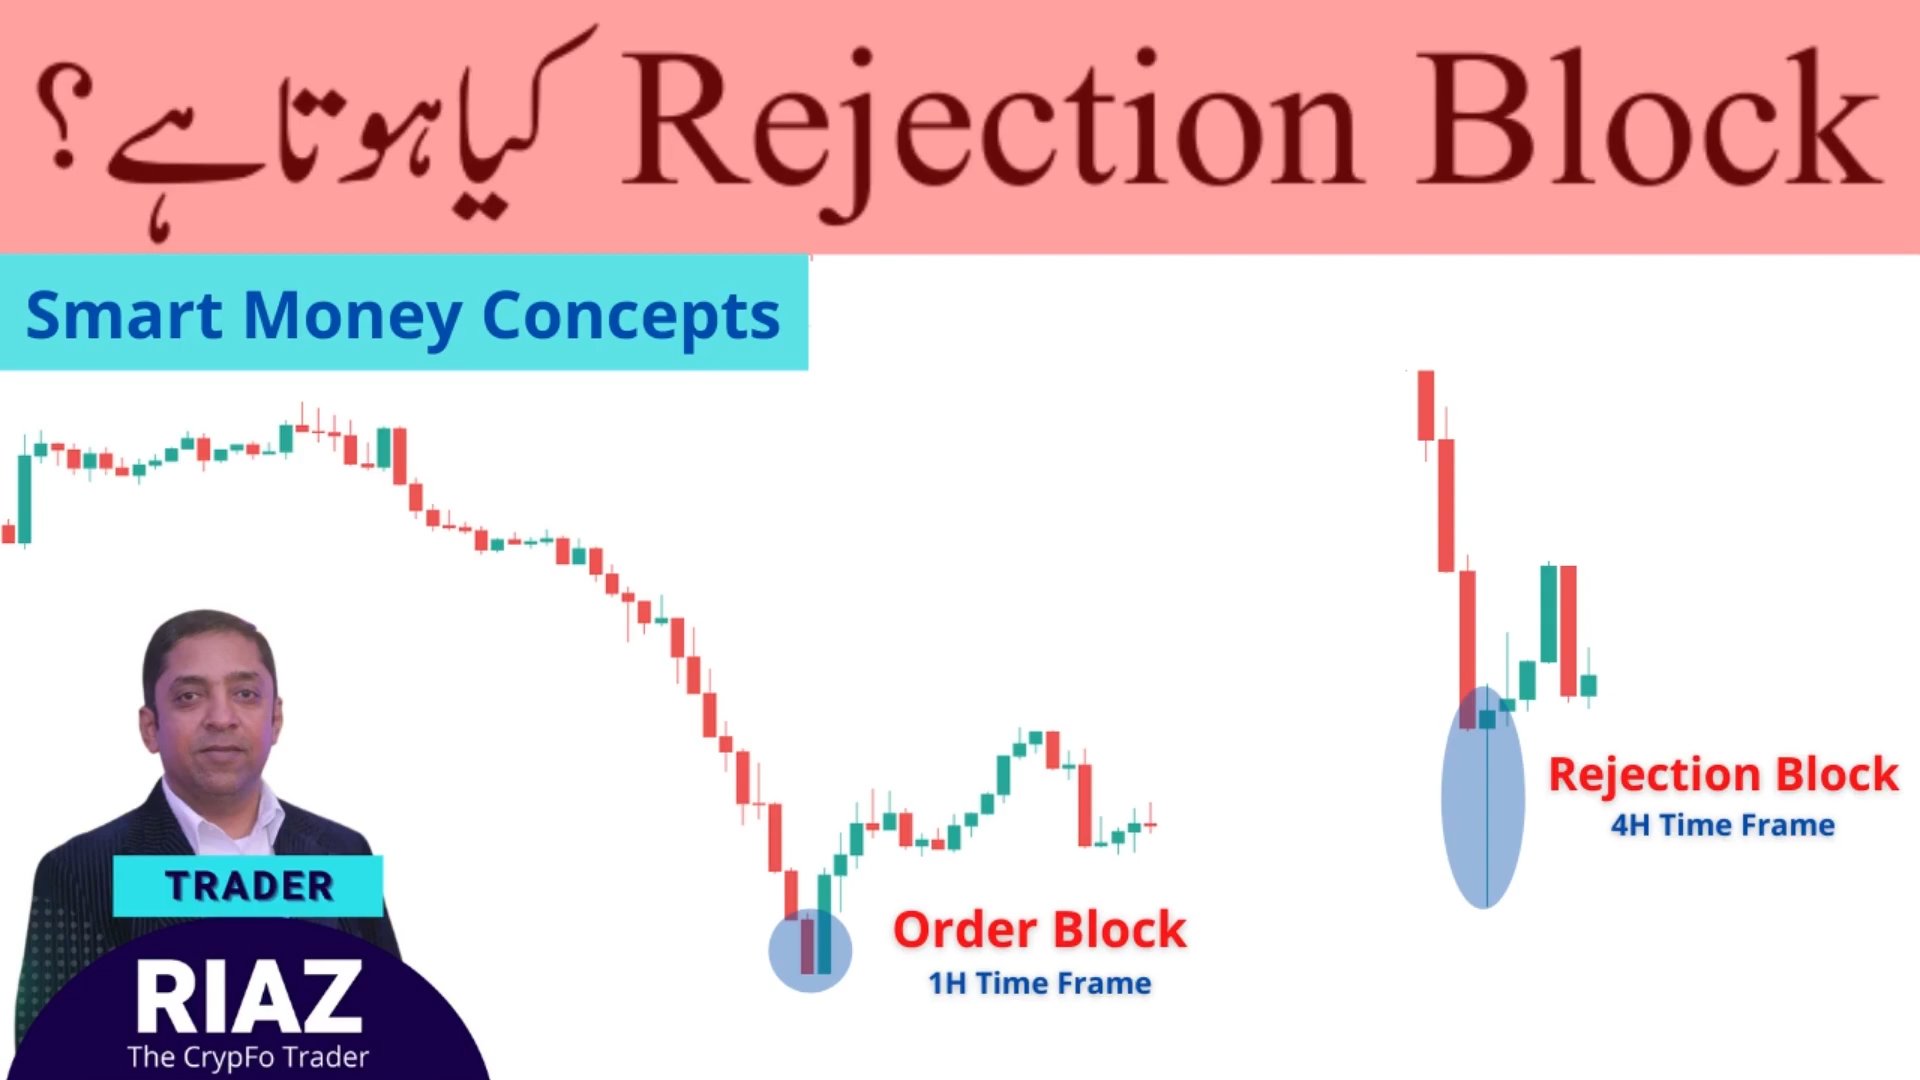 Rejection Block کیا ہوتا ہے؟
Smart Money Concepts
Rejection Block
4H Time Frame
Order Block
1H Time Frame
TRADER
RIAZ
The CrypFo Trader